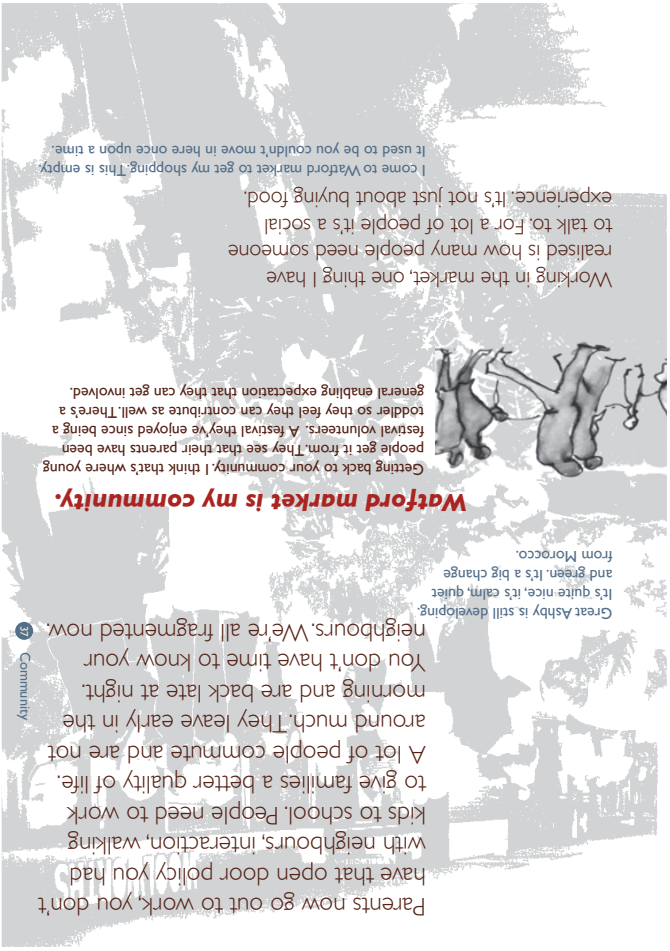 Parents now go out to work, you don't
have that open door policy you had
with neighbours, interaction, walking
kids to school. People need to work
to give families a better quality of life.
A lot of people commute and are not
around much. They leave early in the
morning and are back late at night.
You don't have time to know your
neighbours. We're all fragmented now.
Community
37
Great Ashby is still developing.
It's quite nice, it's calm, quiet
and green. It's a big change
from Morocco.
Watford market is my community.
Getting back to your community. I think that's where young
people get it from. They see that their parents have been
festival volunteers. A festival they've enjoyed since being a
toddler so they feel they can contribute as well. There's a
general enabling expectation that they can get involved.
Working in the market, one thing I have
realised is how many people need someone
to talk to. For a lot of people it's a social
experience. It's not just about buying food.
I come to Watford market to get my shopping. This is empty.
It used to be you couldn't move in here once upon a time.